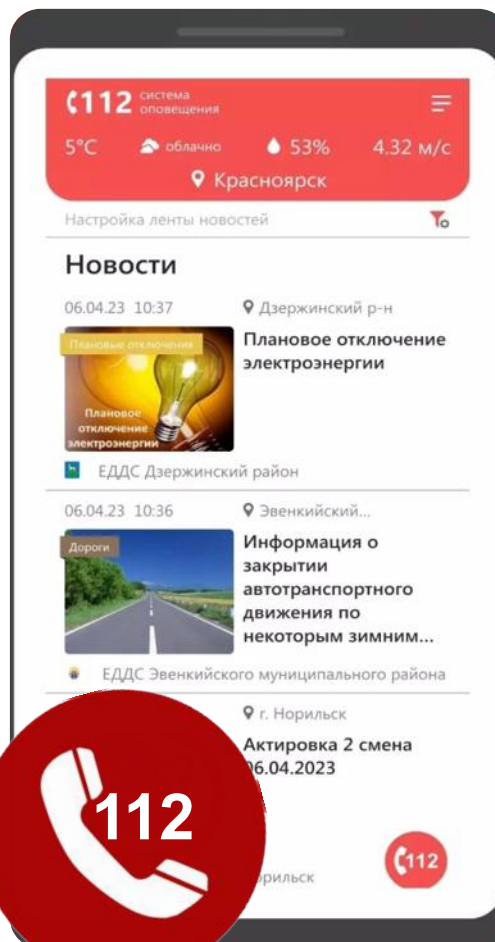 112 система
оповещения
5°C облачно 53% 4.32 м/с
Красноярск
Настройка ленты новостей
Новости
06.04.23 10:37 Дзержинский р-н
Плановые отключения
Плановое отключение
электроэнергии
Плановое
отключение
электроэнергии
ЕДДС Дзержинский район
06.04.23 10:36 Эвенкийский...
Дороги
Информация о
закрытии
автотранспортного
движения по
некоторым зимним...
ЕДДС Эвенкийского муниципального района
г. Норильск
Актировка 2 смена
06.04.2023
112
112